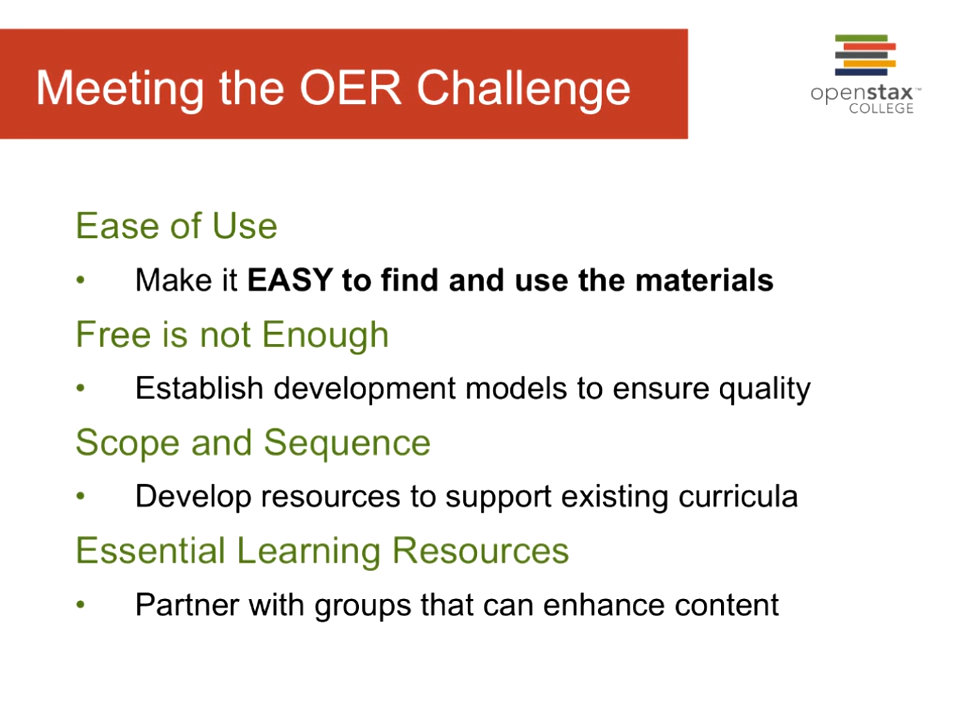 Meeting the OER Challenge
openstax™
COLLEGE
Ease of Use
• Make it EASY to find and use the materials
Free is not Enough
• Establish development models to ensure quality
Scope and Sequence
• Develop resources to support existing curricula
Essential Learning Resources
• Partner with groups that can enhance content